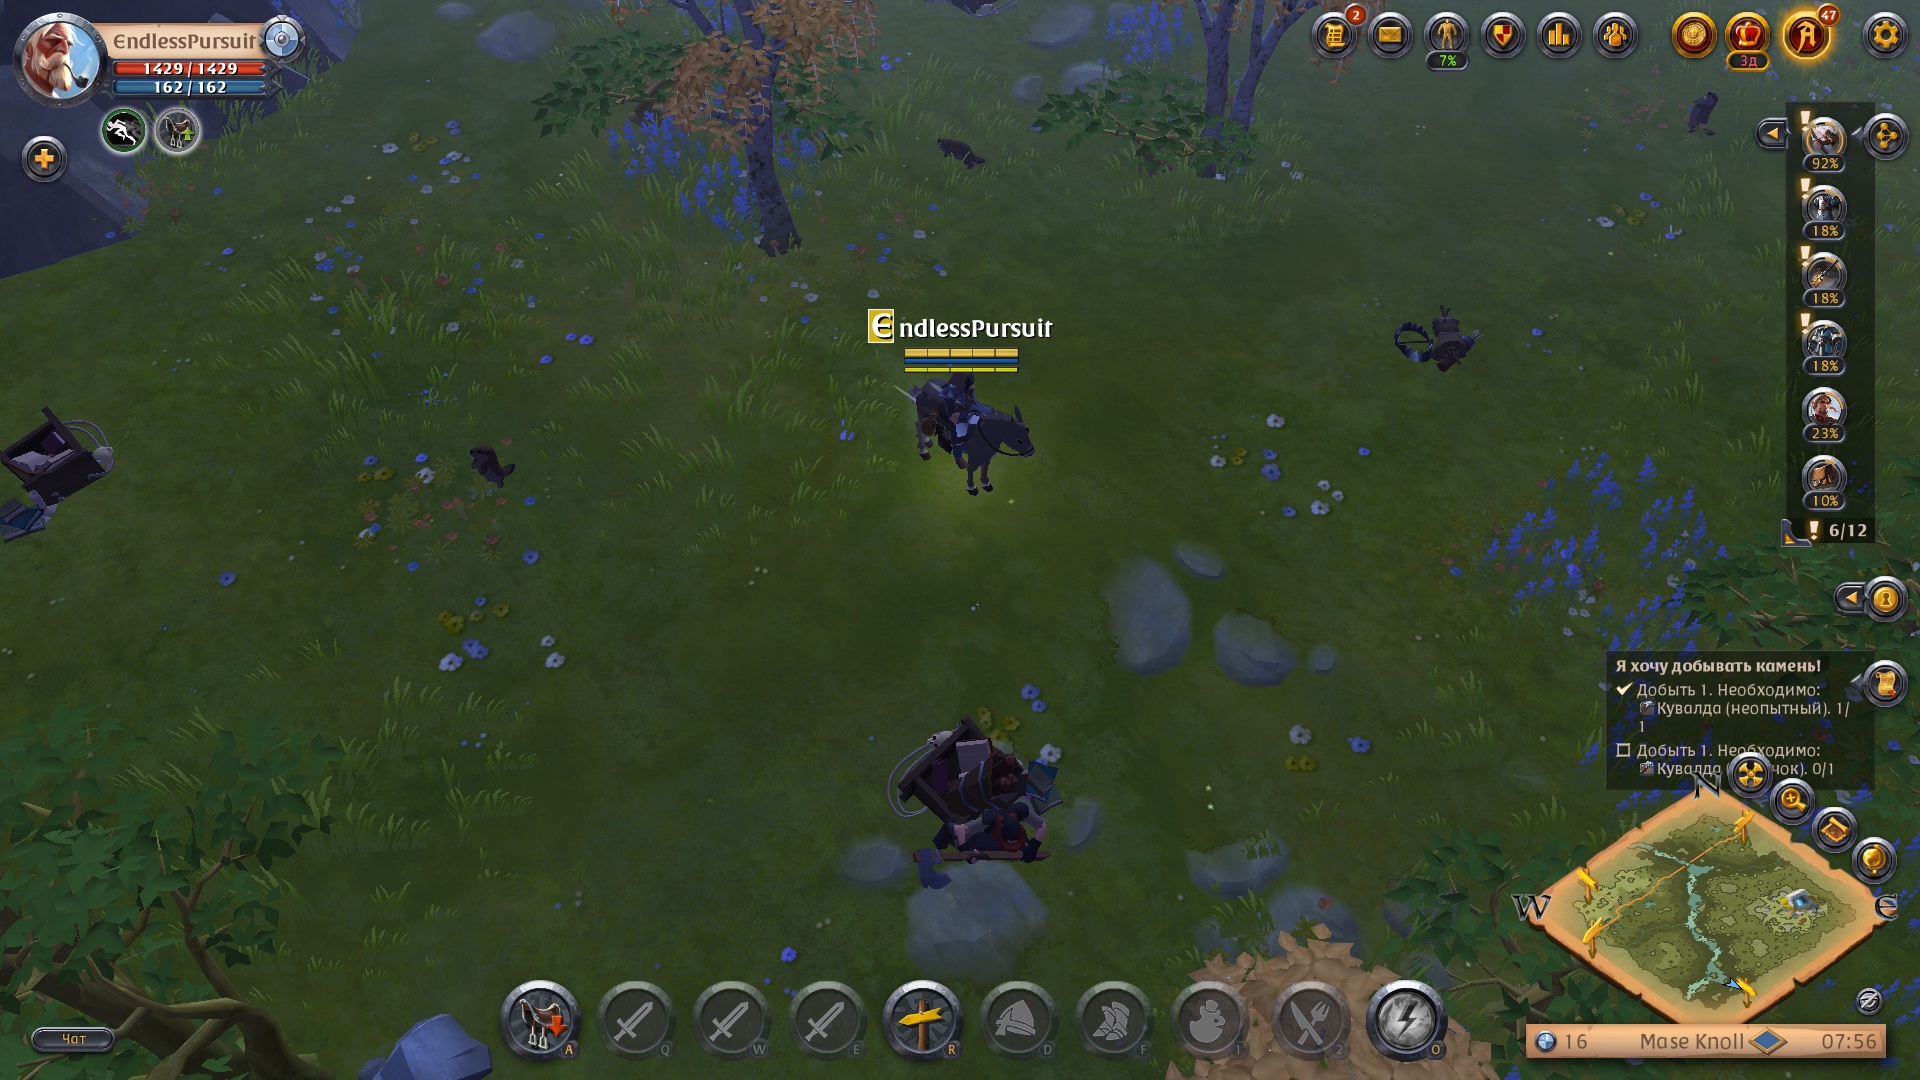 EndlessPursuit
1429 / 1429
162 / 162
2
7%
3д
47
92%
18%
18%
18%
23%
10%
6/12
EndlessPursuit
Я хочу добывать камень!
Добыть 1. Необходимо:
Кувалда (неопытный). 1/
1
Добыть 1. Необходимо:
Кувалда чок). 0/1
N
W
E
Чат
A
Q
W
E
R
D
F
1
2
O
16
Mase Knoll
07:56